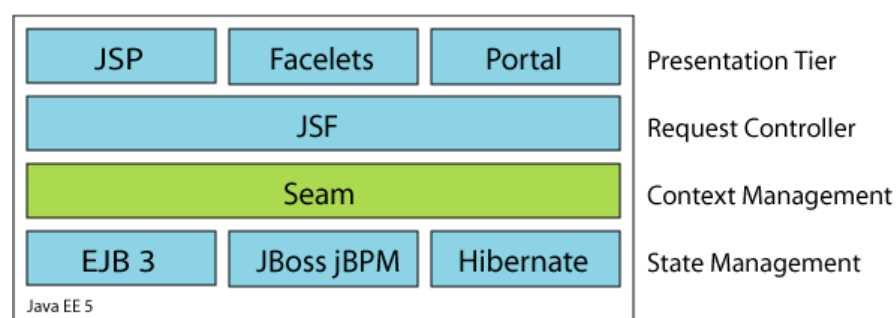 JSP Facelets Portal Presentation Tier
JSF Request Controller
Seam Context Management
EJB 3 JBoss jBPM Hibernate State Management
Java EE 5